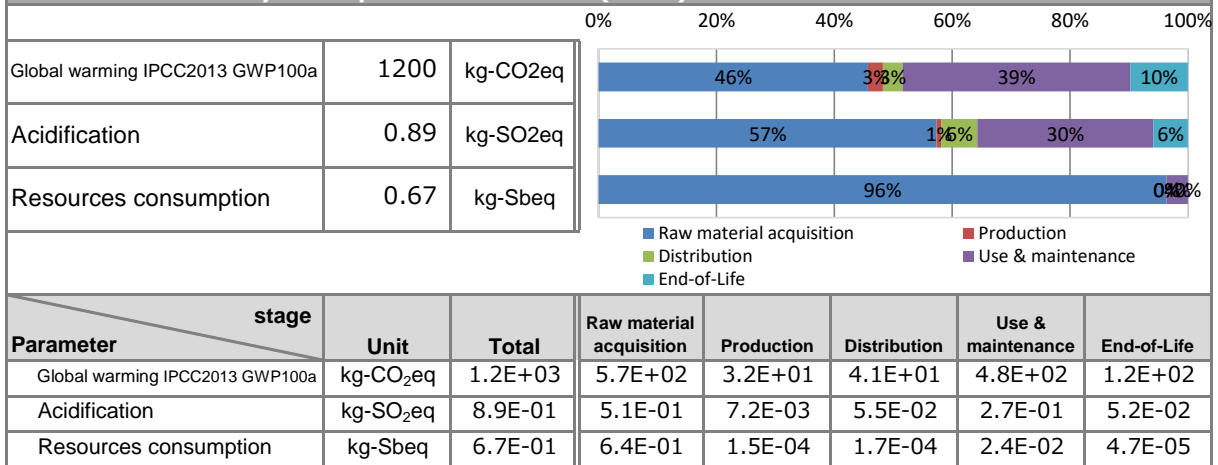 0% 20% 40% 60% 80% 100%
Global warming IPCC2013 GWP100a 1200 kg-CO2eq 46% 3% 3% 39% 10%
Acidification 0.89 kg-SO2eq 57% 1% 6% 30% 6%
Resources consumption 0.67 kg-Sbeq 96%
Raw material acquisition Production
Distribution Use & maintenance
End-of-Life
stage
Parameter Unit Total Raw material acquisition Production Distribution Use & maintenance End-of-Life
Global warming IPCC2013 GWP100a kg-CO₂eq 1.2E+03 5.7E+02 3.2E+01 4.1E+01 4.8E+02 1.2E+02
Acidification kg-SO₂eq 8.9E-01 5.1E-01 7.2E-03 5.5E-02 2.7E-01 5.2E-02
Resources consumption kg-Sbeq 6.7E-01 6.4E-01 1.5E-04 1.7E-04 2.4E-02 4.7E-05